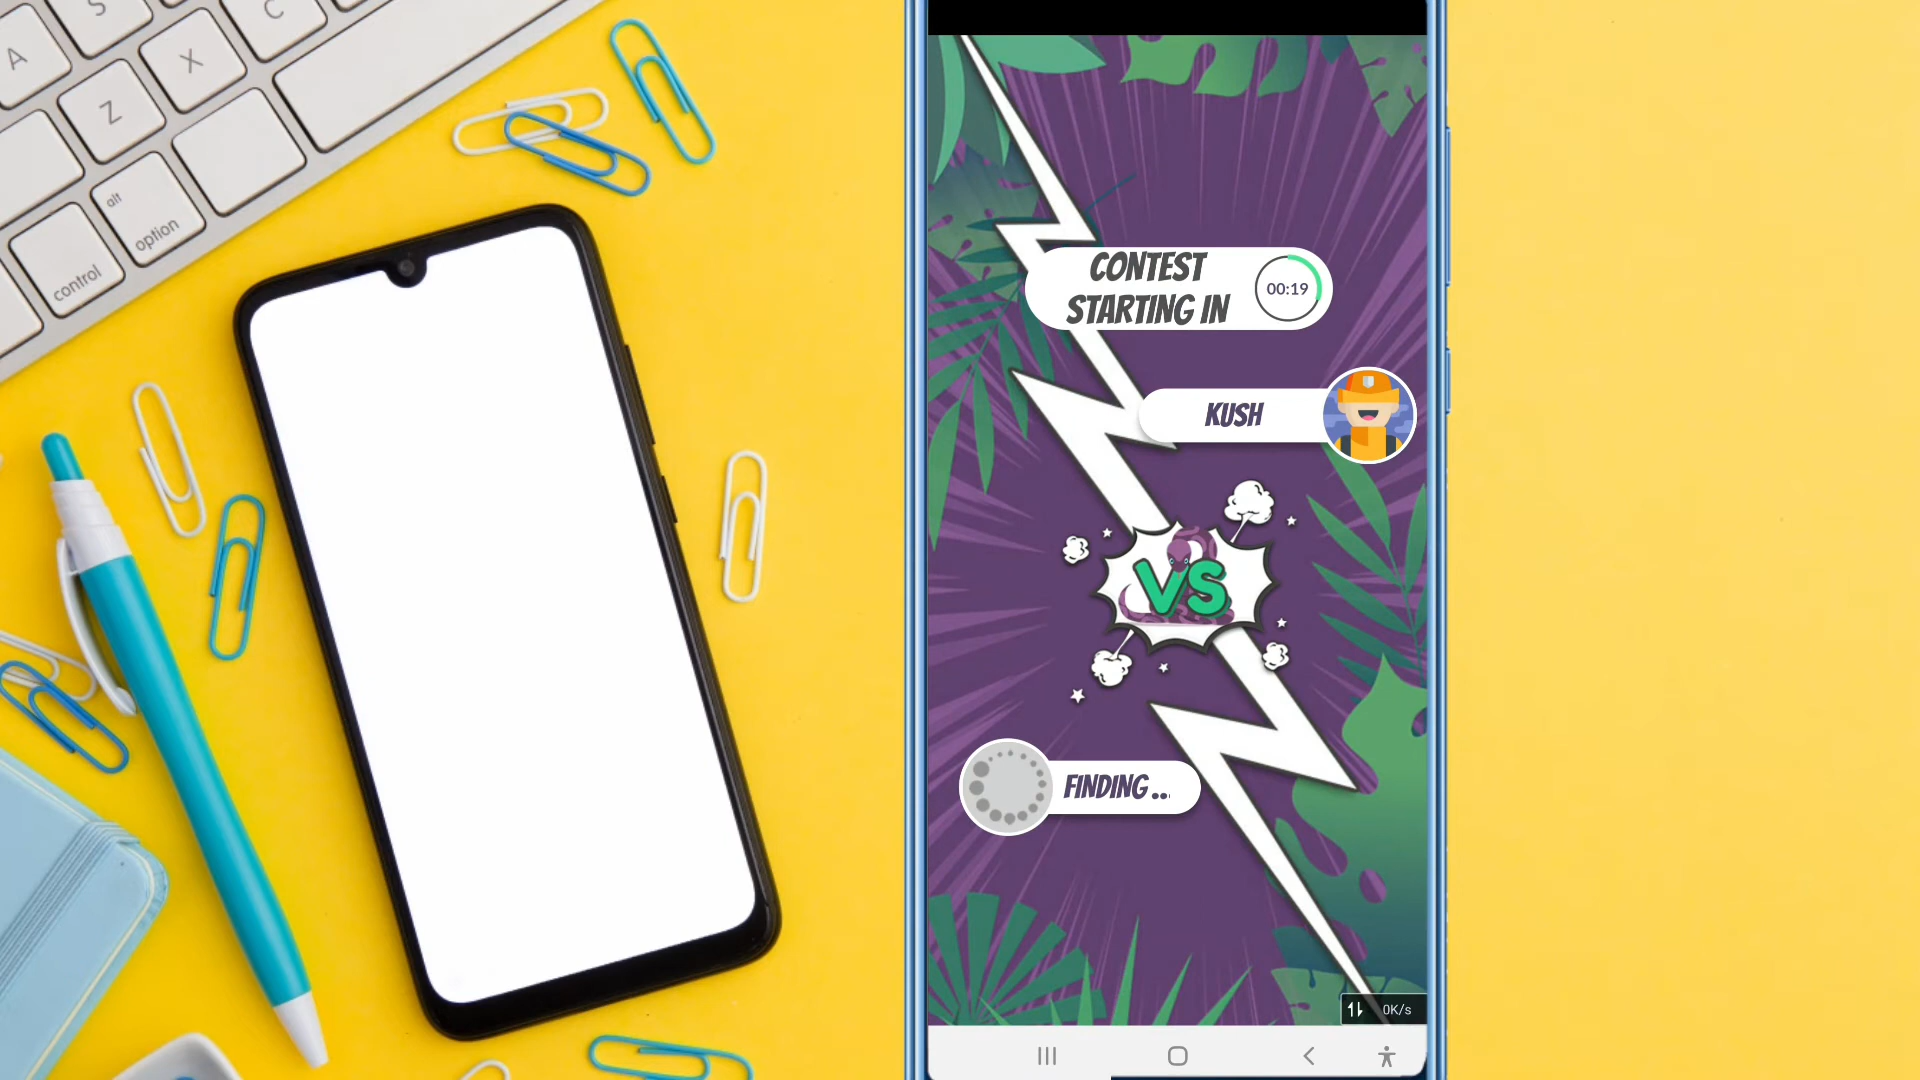 A
S
X
C
Z
alt
option
control
CONTEST
STARTING IN
00:19
KUSH
VS
FINDING ..
0K/s